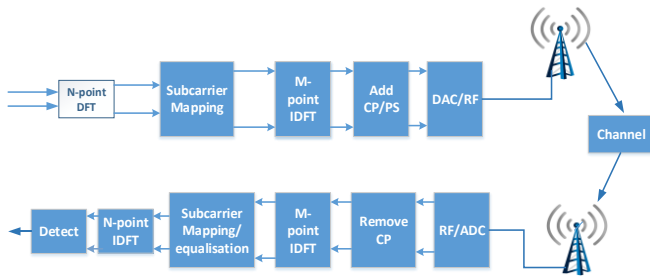 N-point
DFT
Subcarrier
Mapping
M-
point
IDFT
Add
CP/PS
DAC/RF
Channel
Detect
N-point
IDFT
Subcarrier
Mapping/
equalisation
M-
point
IDFT
Remove
CP
RF/ADC